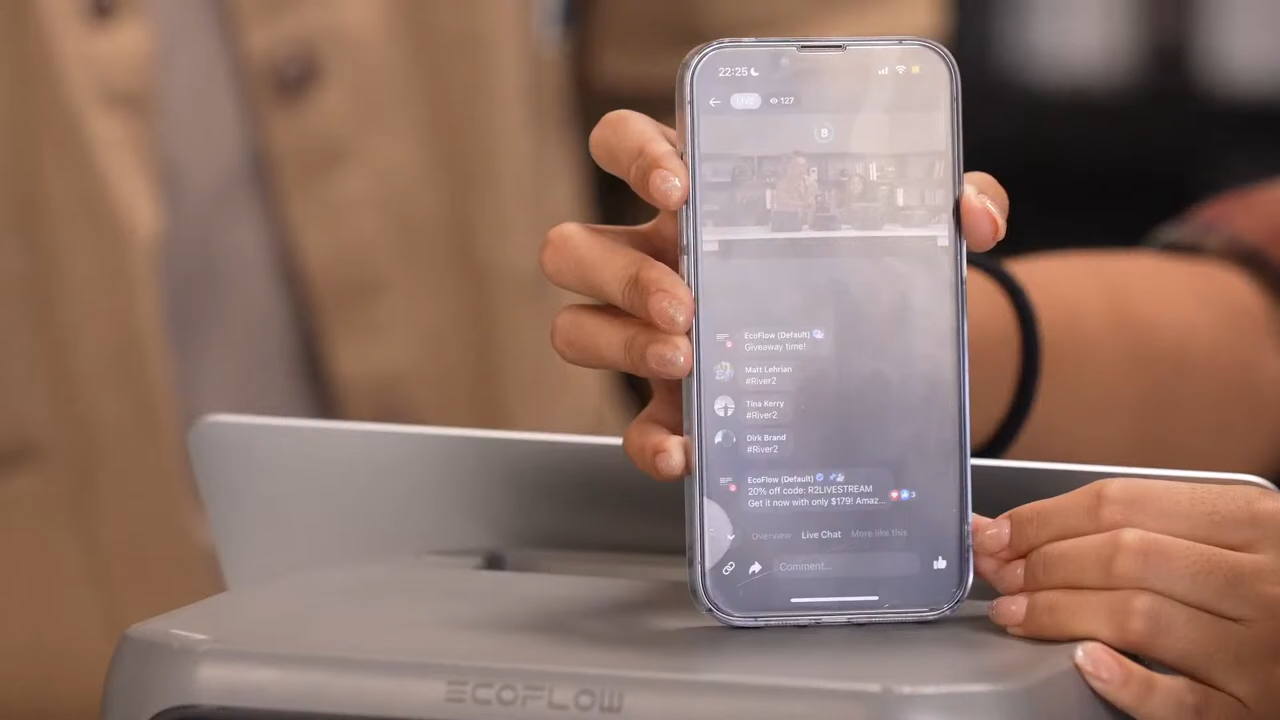 22:25
LIVE 127
B
EcoFlow (Default)
Giveaway time!
Matt Lehrian
#River2
Tina Kerry
#River2
Dirk Brand
#River2
EcoFlow (Default)
20% off code: R2LIVESTREAM
Get it now with only $179! Amaz... 3
Overview Live Chat More like this
Comment...
ECOFLOW